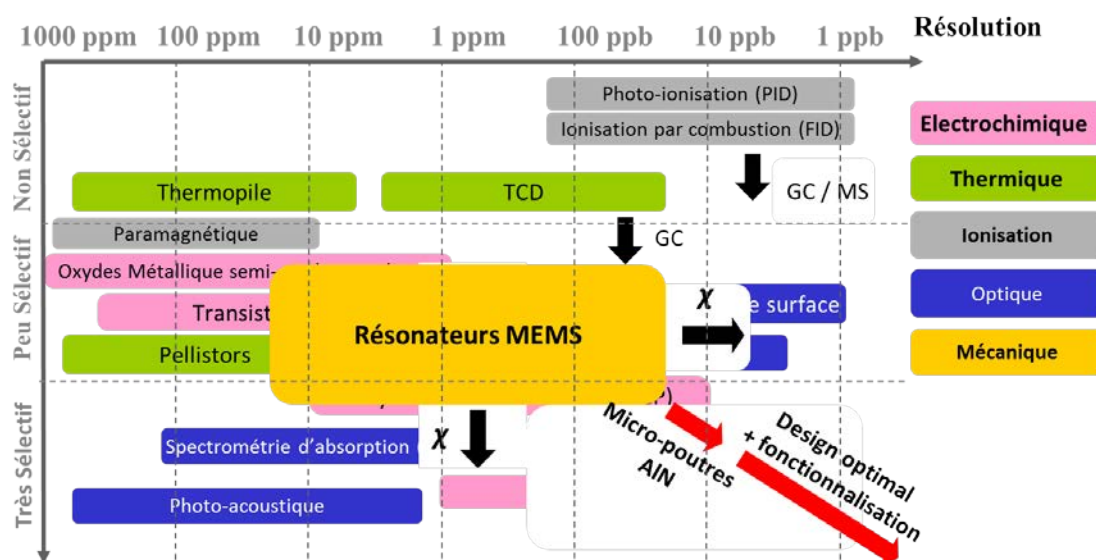 1000 ppm 100 ppm 10 ppm 1 ppm 100 ppb 10 ppb 1 ppb Résolution
Non Sélectif
Photo-ionisation (PID)
Ionisation par combustion (FID)
Thermopile
TCD
GC / MS
Peu Sélectif
Paramagnétique
GC
Oxydes Métallique semi-
Transist
Résonateurs MEMS
χ
e surface
Pellistors
Très Sélectif
P)
Spectrométrie d'absorption (
χ
Photo-acoustique
Micro-poutres
AlN
Design optimal
+ fonctionnalisation
Electrochimique
Thermique
Ionisation
Optique
Mécanique